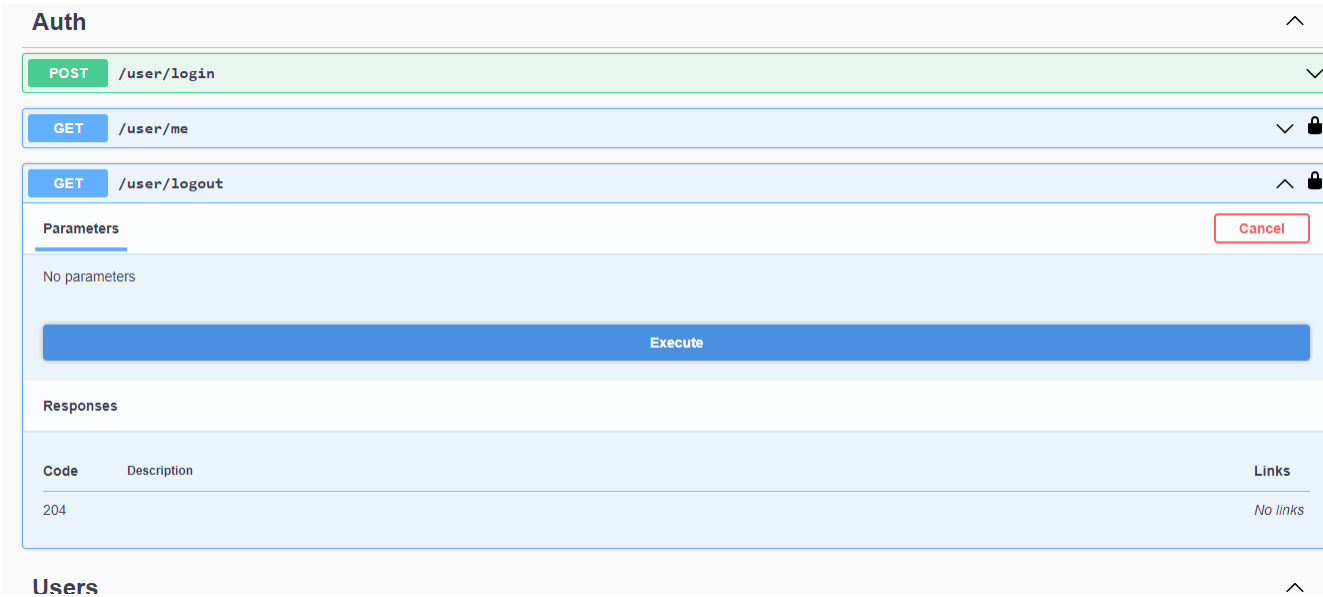 Auth
POST /user/login
GET /user/me
GET /user/logout
Parameters Cancel
No parameters
Execute
Responses
Code Description Links
204 No links
Users